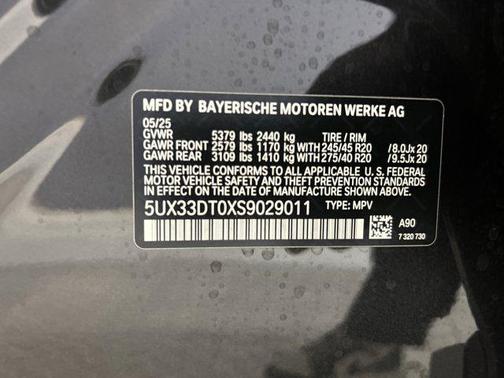 MFD BY BAYERISCHE MOTOREN WERKE AG
05/25
GVWR 5379 lbs 2440 kg TIRE / RIM
GAWR FRONT 2579 lbs 1170 kg WITH 245/45 R20 /8.0Jx 20
GAWR REAR 3109 lbs 1410 kg WITH 275/40 R20 /9.5Jx 20
THIS VEHICLE CONFORMS TO ALL APPLICABLE U. S. FEDERAL
MOTOR VEHICLE SAFETY STANDARDS IN EFFECT
ON THE DATE OF MANUFACTURE SHOWN ABOVE.
5UX33DT0XS9029011 TYPE: MPV
A90
7 320 730